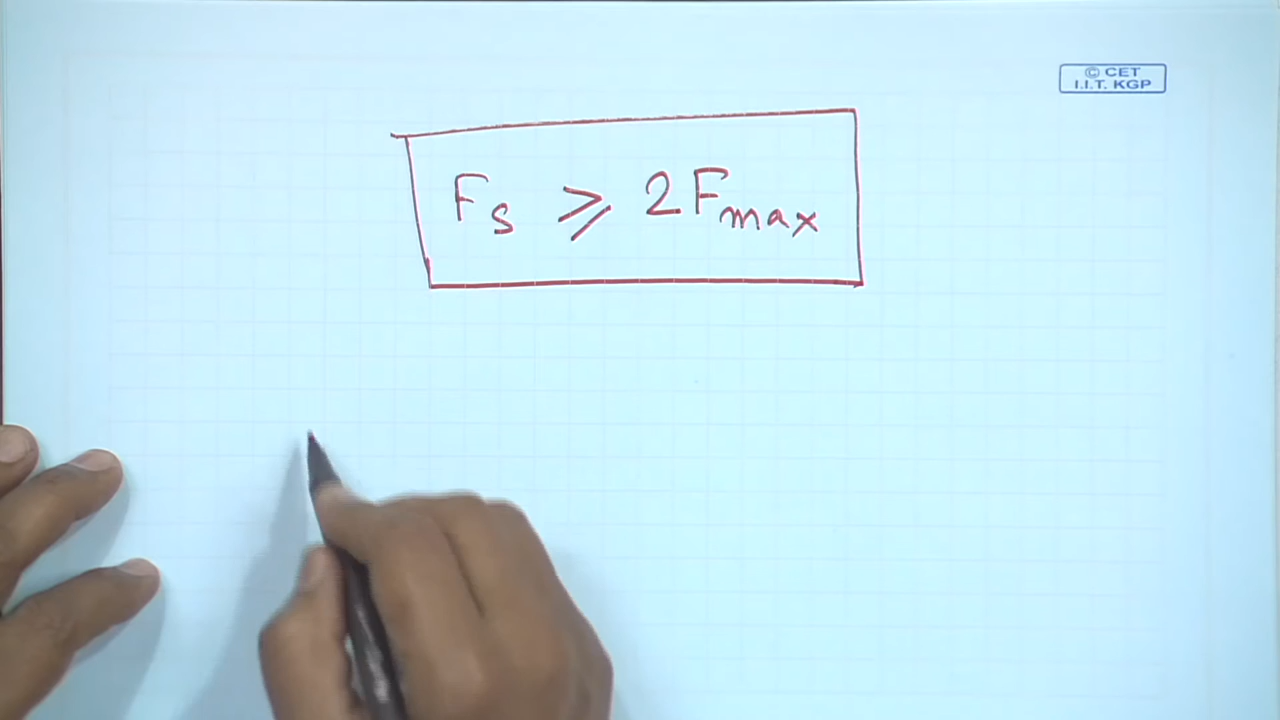 © CET
I.I.T. KGP
Fs ≥ 2Fmax